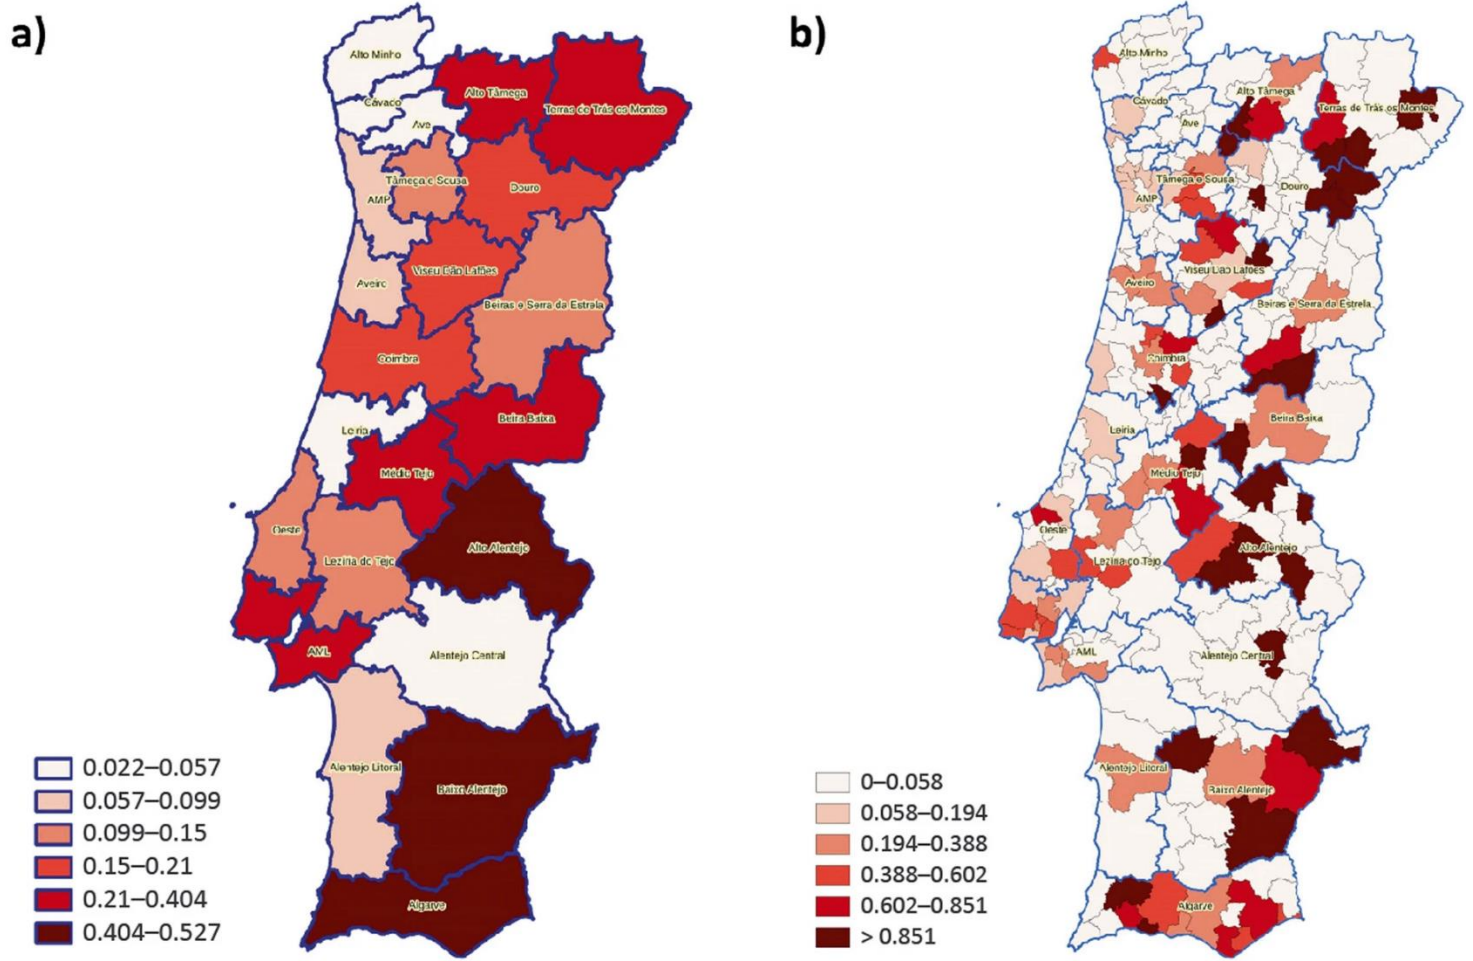 a)
Alto Minho
Cávado
Ave
Alto Tâmega
Terras de Trás os Montes
Tâmega e Sousa
AMP
Douro
Aveiro
Viseu Dão Lafões
Beiras e Serra da Estrela
Coimbra
Leiria
Beira Baixa
Médio Tejo
Oeste
Lezíria do Tejo
Alto Alentejo
AML
Alentejo Central
Alentejo Litoral
Baixo Alentejo
Algarve
0.022–0.057
0.057–0.099
0.099–0.15
0.15–0.21
0.21–0.404
0.404–0.527
b)
Alto Minho
Cávado
Ave
Alto Tâmega
Terras de Trás os Montes
Tâmega e Sousa
AMP
Douro
Aveiro
Viseu Dão Lafões
Beiras e Serra da Estrela
Coimbra
Leiria
Beira Baixa
Médio Tejo
Oeste
Lezíria do Tejo
Alto Alentejo
AML
Alentejo Central
Alentejo Litoral
Baixo Alentejo
Algarve
0–0.058
0.058–0.194
0.194–0.388
0.388–0.602
0.602–0.851
> 0.851